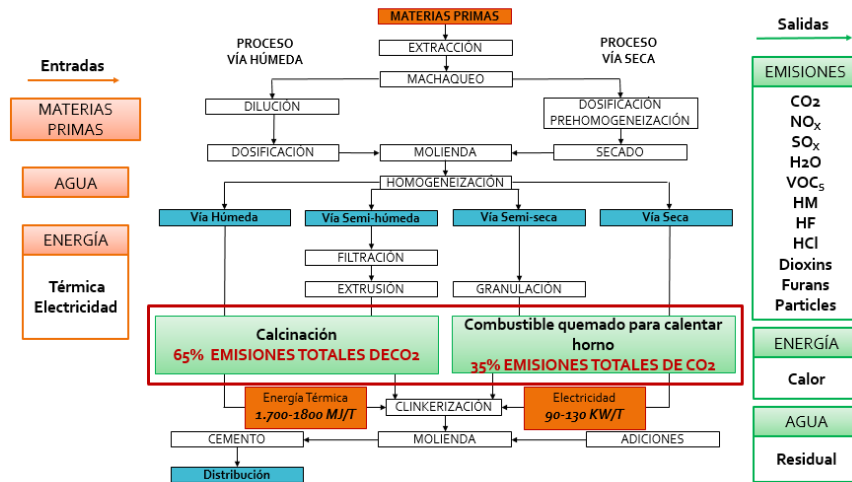 MATERIAS PRIMAS
Salidas
PROCESO
VÍA HÚMEDA
EXTRACCIÓN
PROCESO
VÍA SECA
Entradas
MACHAQUEO
EMISIONES
MATERIAS
PRIMAS
DILUCIÓN
DOSIFICACIÓN
PREHOMOGENEIZACIÓN
CO2
NOX
SOX
H2O
VOC5
HM
HF
HCl
Dioxins
Furans
Particles
DOSIFICACIÓN
MOLIENDA
SECADO
AGUA
HOMOGENEIZACIÓN
Vía Húmeda
Vía Semi-húmeda
Vía Semi-seca
Vía Seca
ENERGÍA
Térmica
Electricidad
FILTRACIÓN
EXTRUSIÓN
GRANULACIÓN
Calcinación
65% EMISIONES TOTALES DECO2
Combustible quemado para calentar
horno
35% EMISIONES TOTALES DE CO2
ENERGÍA
Calor
Energía Térmica
1.700-1800 MJ/T
CLINKERIZACIÓN
Electricidad
90-130 KW/T
CEMENTO
MOLIENDA
ADICIONES
AGUA
Residual
Distribución